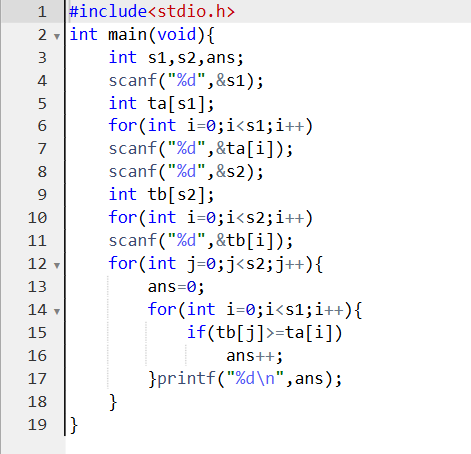 1 #include<stdio.h>
2 int main(void){
3     int s1,s2,ans;
4     scanf("%d",&s1);
5     int ta[s1];
6     for(int i=0;i<s1;i++)
7     scanf("%d",&ta[i]);
8     scanf("%d",&s2);
9     int tb[s2];
10     for(int i=0;i<s2;i++)
11     scanf("%d",&tb[i]);
12     for(int j=0;j<s2;j++){
13         ans=0;
14         for(int i=0;i<s1;i++){
15             if(tb[j]>=ta[i])
16                 ans++;
17         }printf("%d\n",ans);
18     }
19 }